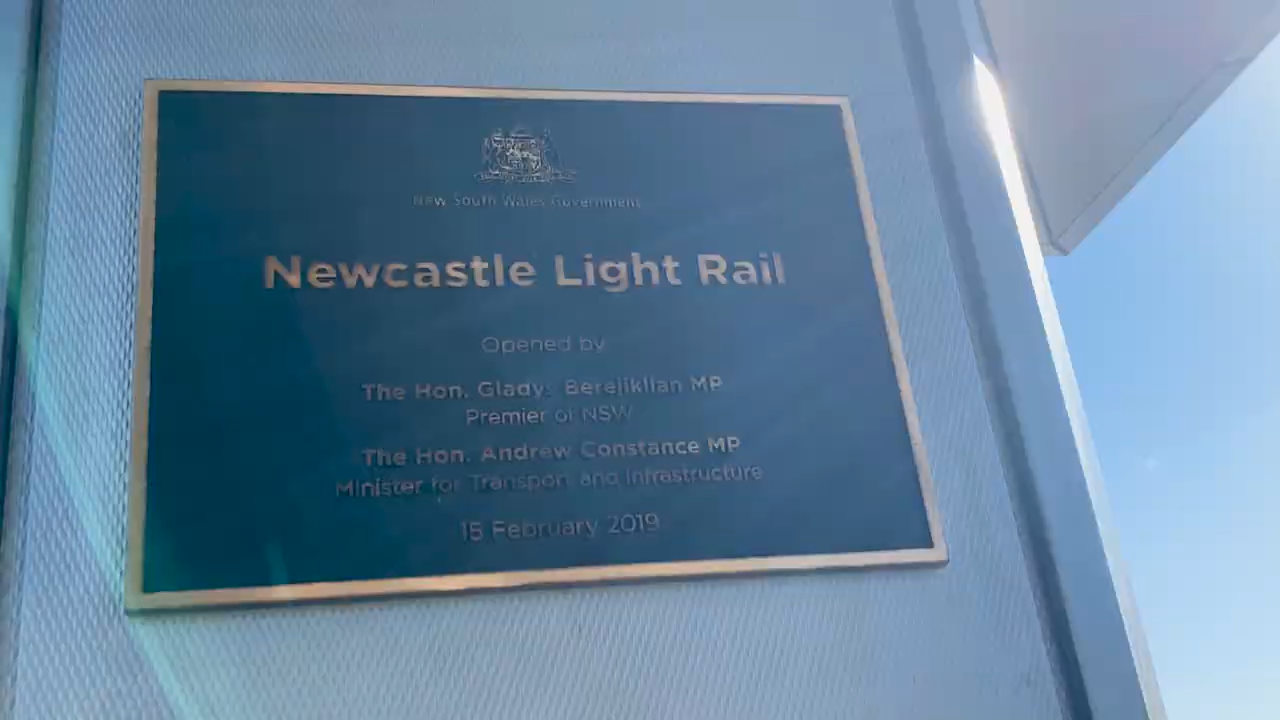 New South Wales Government
Newcastle Light Rail
Opened by
The Hon. Gladys Berejiklian MP
Premier of NSW
The Hon. Andrew Constance MP
Minister for Transport and Infrastructure
15 February 2019